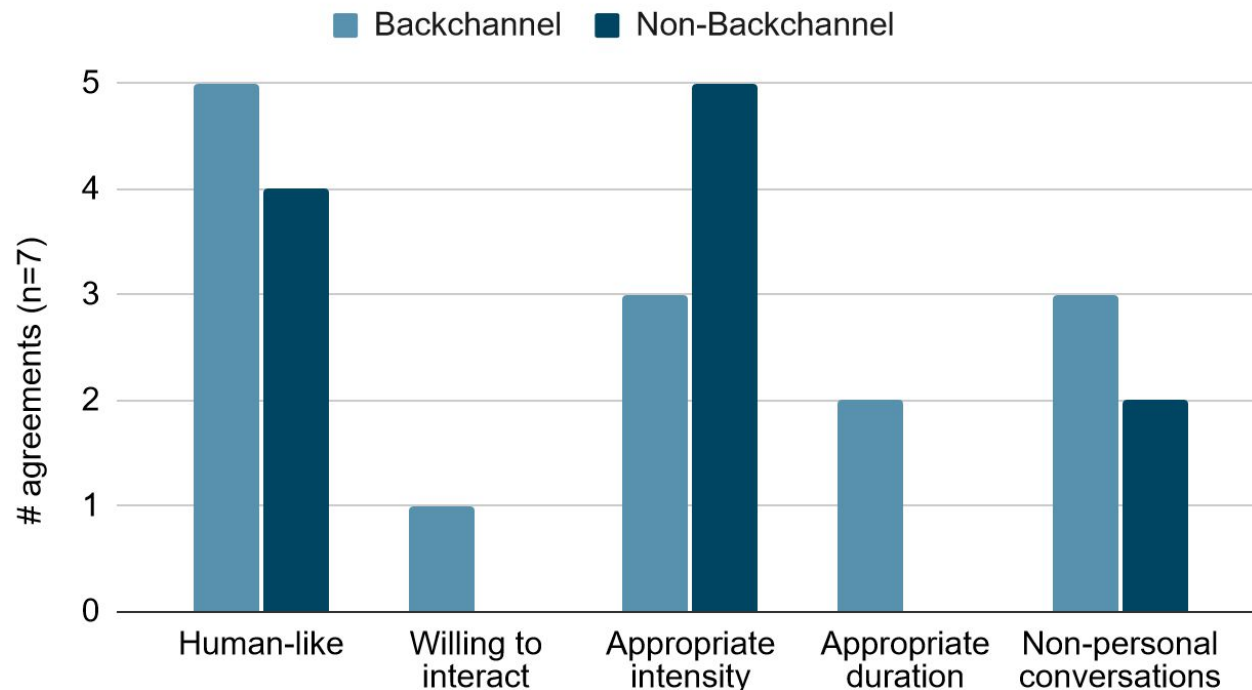 Backchannel Non-Backchannel
# agreements (n=7)
5
4
3
2
1
0
Human-like
Willing to
interact
Appropriate
intensity
Appropriate
duration
Non-personal
conversations